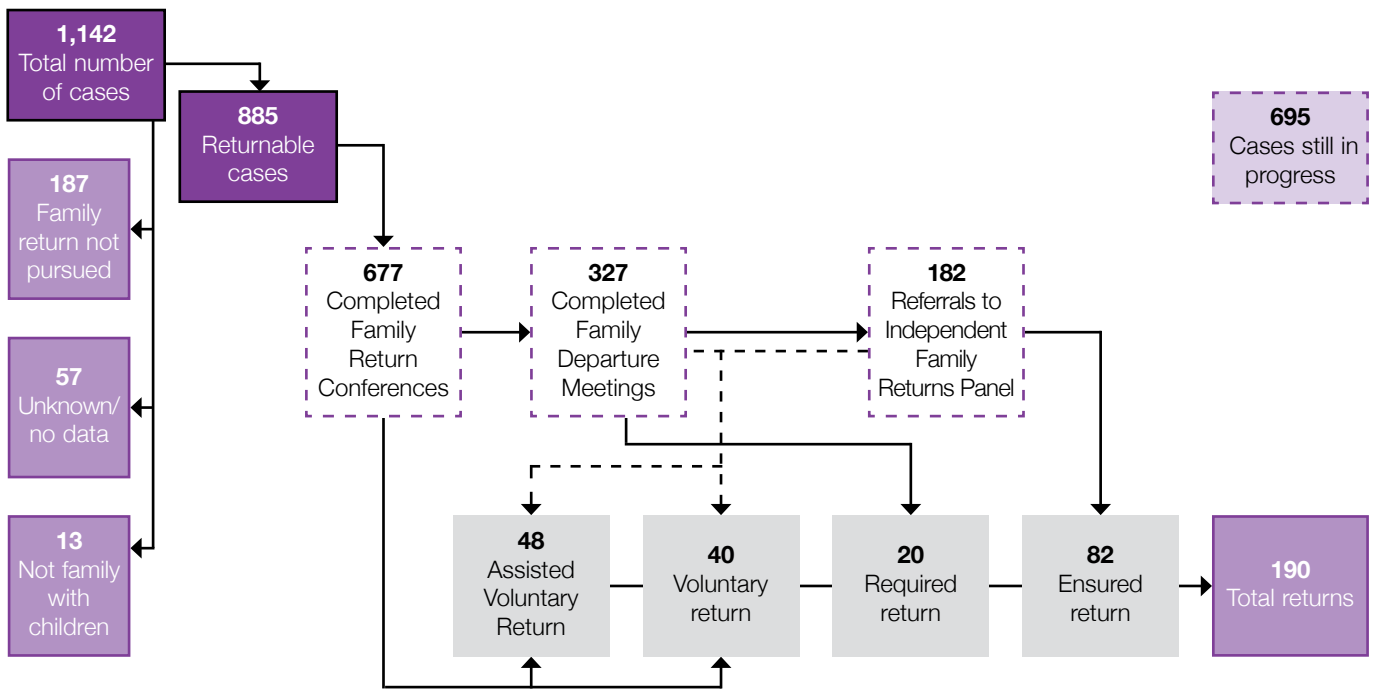 1,142
Total number
of cases
885
Returnable
cases
695
Cases still in
progress
187
Family
return not
pursued
677
Completed
Family
Return
Conferences
327
Completed
Family
Departure
Meetings
182
Referrals to
Independent
Family
Returns Panel
57
Unknown/
no data
13
Not family
with
children
48
Assisted
Voluntary
Return
40
Voluntary
return
20
Required
return
82
Ensured
return
190
Total returns